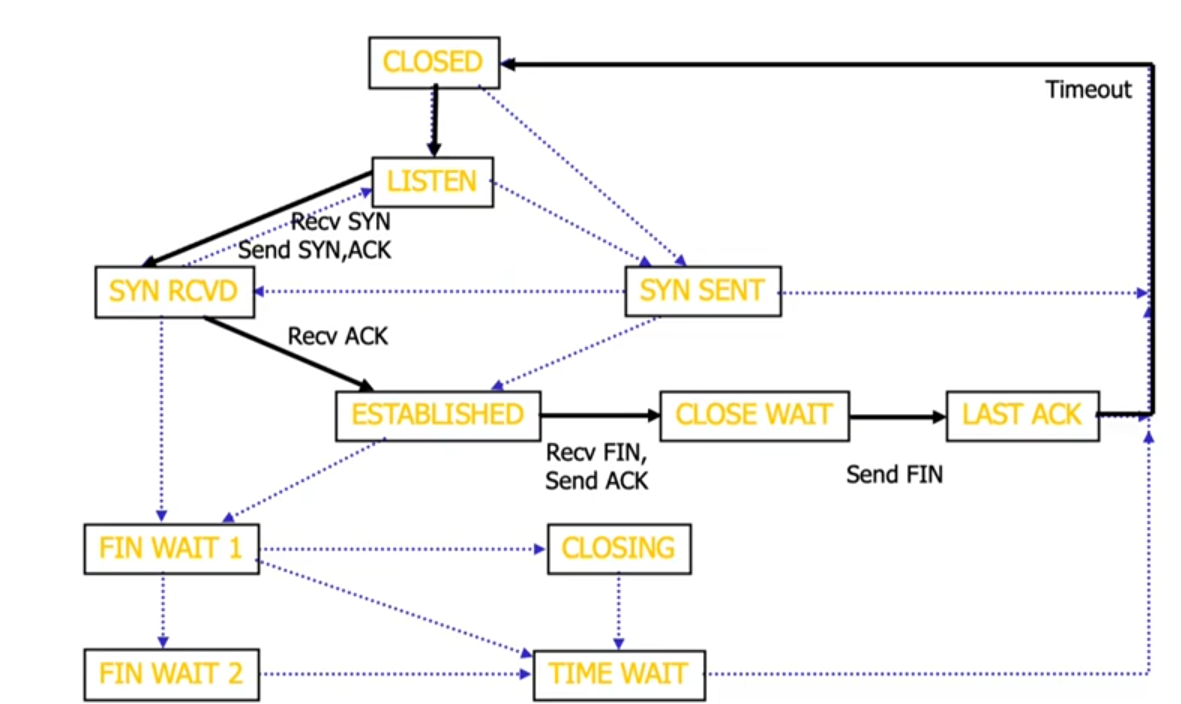 CLOSED
Timeout
LISTEN
Recv SYN
Send SYN,ACK
SYN RCVD
SYN SENT
Recv ACK
ESTABLISHED
CLOSE WAIT
LAST ACK
Recv FIN,
Send ACK
Send FIN
FIN WAIT 1
CLOSING
FIN WAIT 2
TIME WAIT